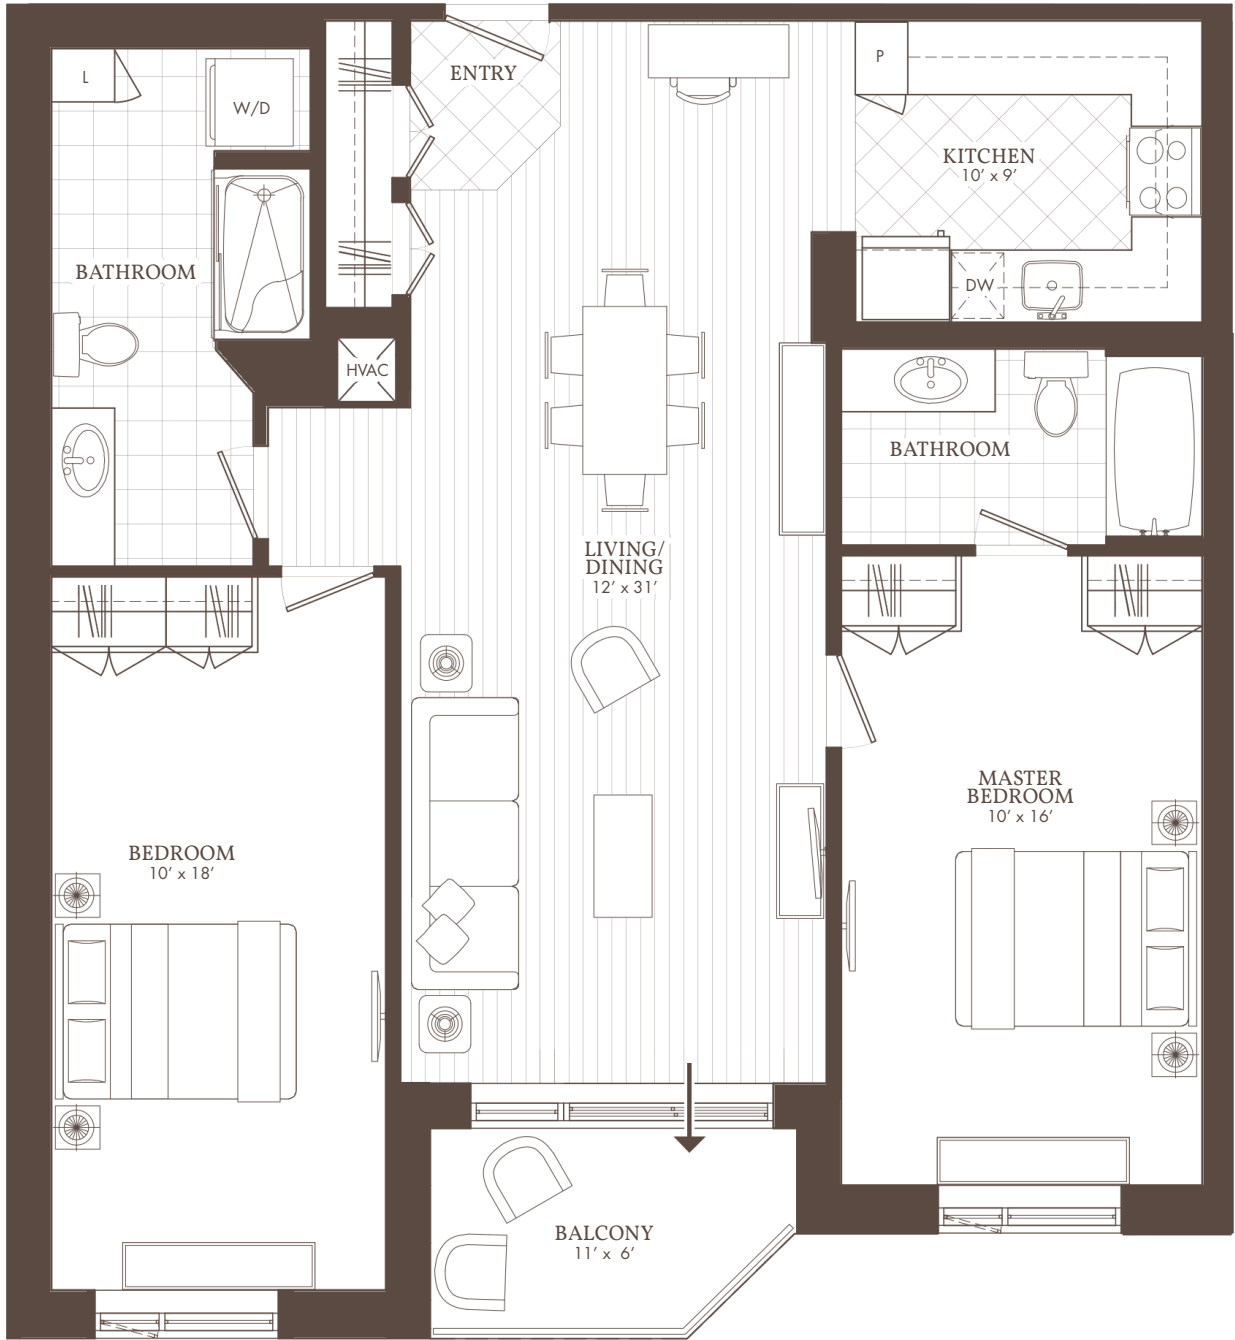 ENTRY
P
L
W/D
KITCHEN
10’ x 9’
BATHROOM
DW
HVAC
BATHROOM
LIVING/
DINING
12’ x 31’
MASTER
BEDROOM
10’ x 16’
BEDROOM
10’ x 18’
BALCONY
11’ x 6’